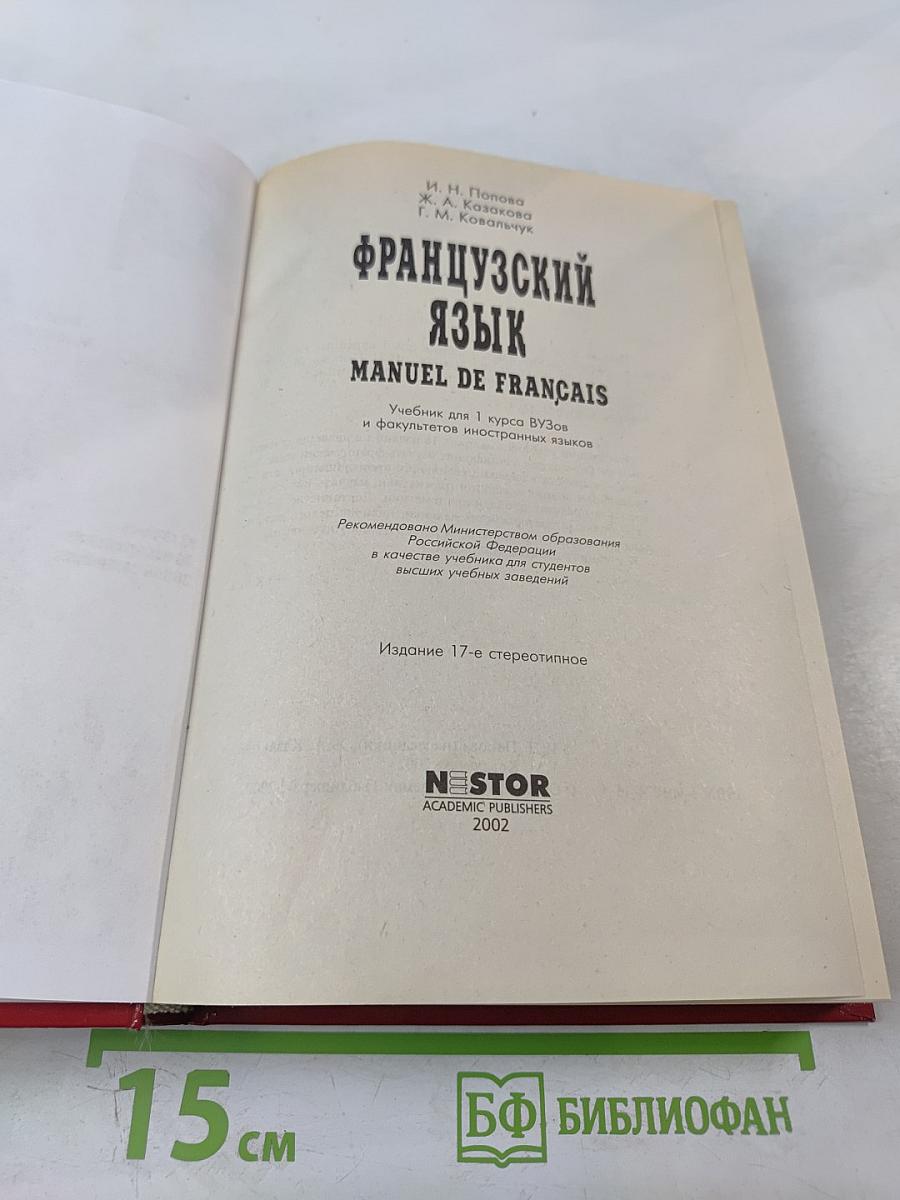 И. Н. Попова
Ж. А. Казакова
Г. М. Ковальчук
ФРАНЦУЗСКИЙ
ЯЗЫК
MANUEL DE FRANÇAIS
Учебник для 1 курса ВУЗов
и факультетов иностранных языков
Рекомендовано Министерством образования
Российской Федерации
в качестве учебника для студентов
высших учебных заведений
Издание 17-е стереотипное
NESTOR
ACADEMIC PUBLISHERS
2002
15 см
БФ БИБЛИОФАН